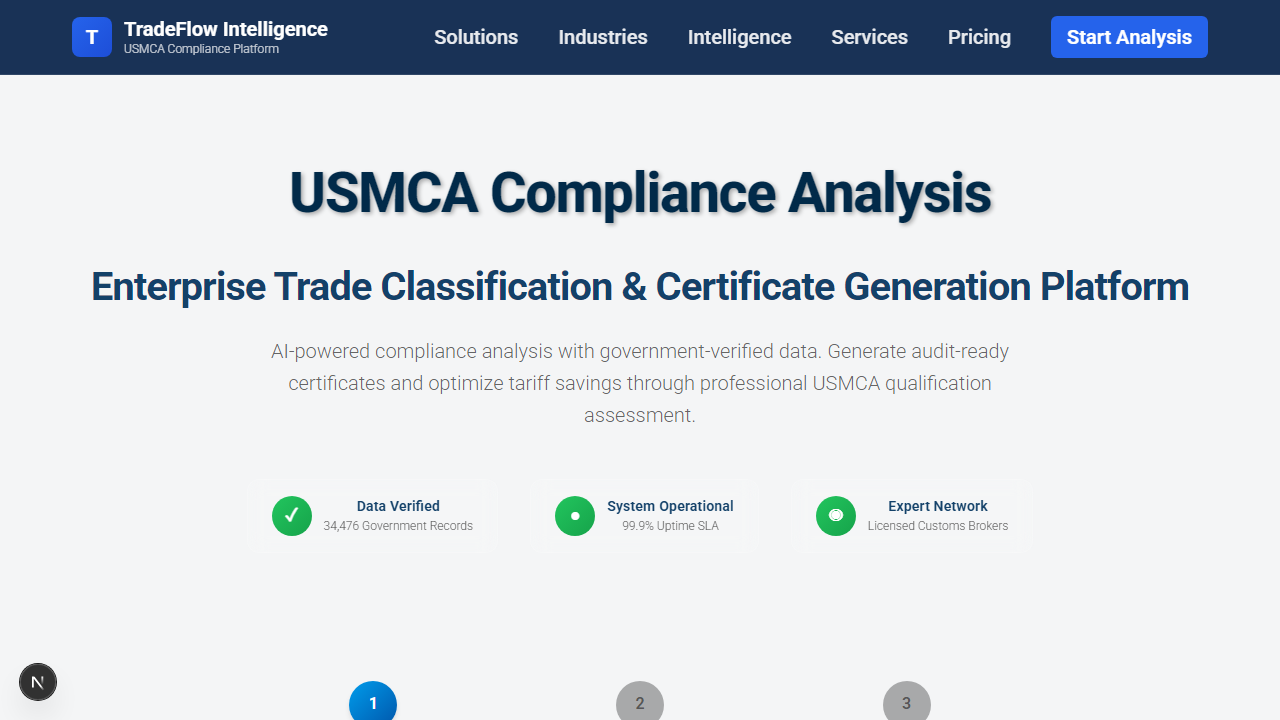 T
TradeFlow Intelligence
USMCA Compliance Platform
Solutions
Industries
Intelligence
Services
Pricing
Start Analysis
USMCA Compliance Analysis
Enterprise Trade Classification & Certificate Generation Platform
AI-powered compliance analysis with government-verified data. Generate audit-ready
certificates and optimize tariff savings through professional USMCA qualification
assessment.
Data Verified
34,476 Government Records
System Operational
99.9% Uptime SLA
Expert Network
Licensed Customs Brokers
N
1
2
3